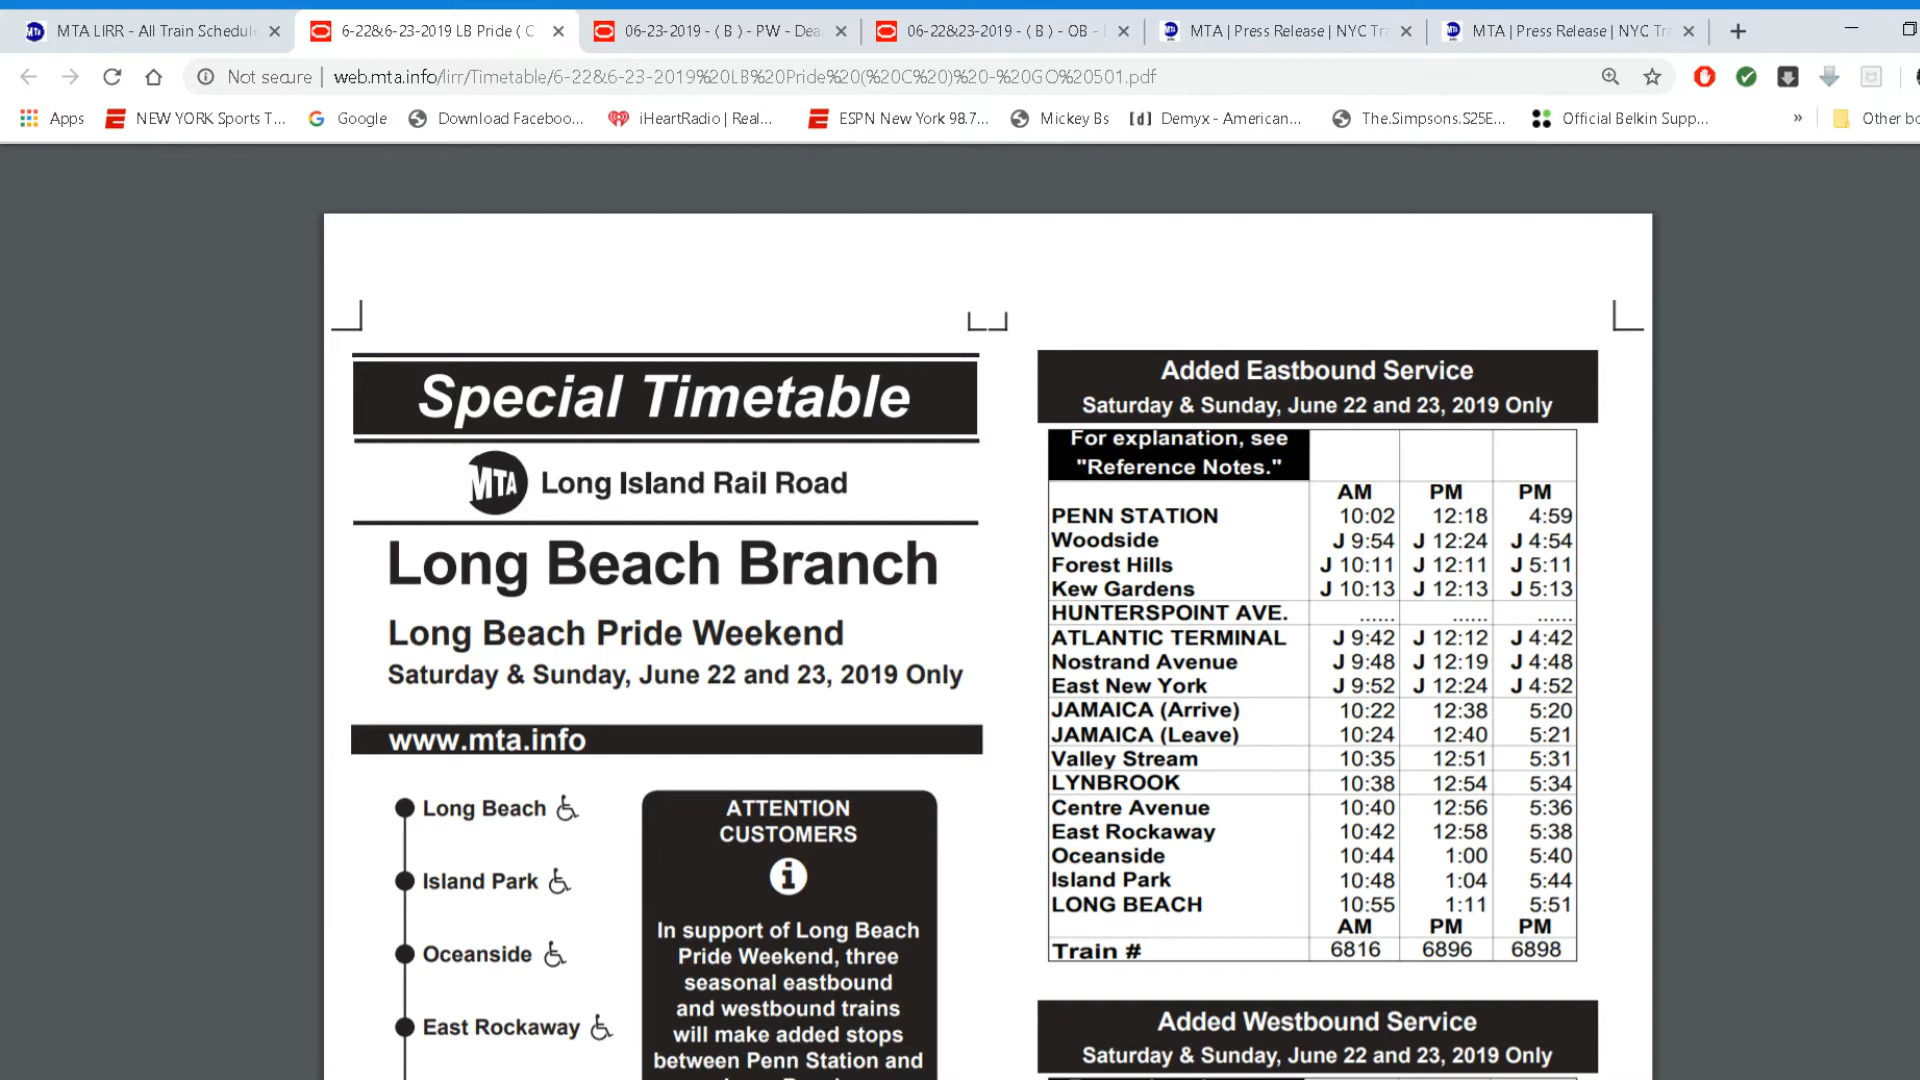 MTA LIRR - All Train Schedul
6-22&6-23-2019 LB Pride ( C
06-23-2019 - ( B ) - PW - Dea
06-22&23-2019 - ( B ) - OB -
MTA | Press Release | NYC Tr
MTA | Press Release | NYC Tra
Not secure
web.mta.info/lirr/Timetable/6-22&6-23-2019%20LB%20Pride%20(%20C%20)%20-%20GO%20501.pdf
Apps
NEW YORK Sports T...
Google
Download Faceboo...
iHeartRadio | Real...
ESPN New York 98.7...
Mickey Bs
[d] Demyx - American...
The.Simpsons.S25E...
Official Belkin Supp...
»
Other bo
Special Timetable
MTA Long Island Rail Road
Long Beach Branch
Long Beach Pride Weekend
Saturday & Sunday, June 22 and 23, 2019 Only
www.mta.info
Long Beach
Island Park
Oceanside
East Rockaway
ATTENTION
CUSTOMERS
In support of Long Beach
Pride Weekend, three
seasonal eastbound
and westbound trains
will make added stops
between Penn Station and
Added Eastbound Service
Saturday & Sunday, June 22 and 23, 2019 Only
For explanation, see
"Reference Notes."
AM PM PM
PENN STATION 10:02 12:18 4:59
Woodside J 9:54 J 12:24 J 4:54
Forest Hills J 10:11 J 12:11 J 5:11
Kew Gardens J 10:13 J 12:13 J 5:13
HUNTERSPOINT AVE. ...... ...... ......
ATLANTIC TERMINAL J 9:42 J 12:12 J 4:42
Nostrand Avenue J 9:48 J 12:19 J 4:48
East New York J 9:52 J 12:24 J 4:52
JAMAICA (Arrive) 10:22 12:38 5:20
JAMAICA (Leave) 10:24 12:40 5:21
Valley Stream 10:35 12:51 5:31
LYNBROOK 10:38 12:54 5:34
Centre Avenue 10:40 12:56 5:36
East Rockaway 10:42 12:58 5:38
Oceanside 10:44 1:00 5:40
Island Park 10:48 1:04 5:44
LONG BEACH 10:55 1:11 5:51
AM PM PM
Train # 6816 6896 6898
Added Westbound Service
Saturday & Sunday, June 22 and 23, 2019 Only